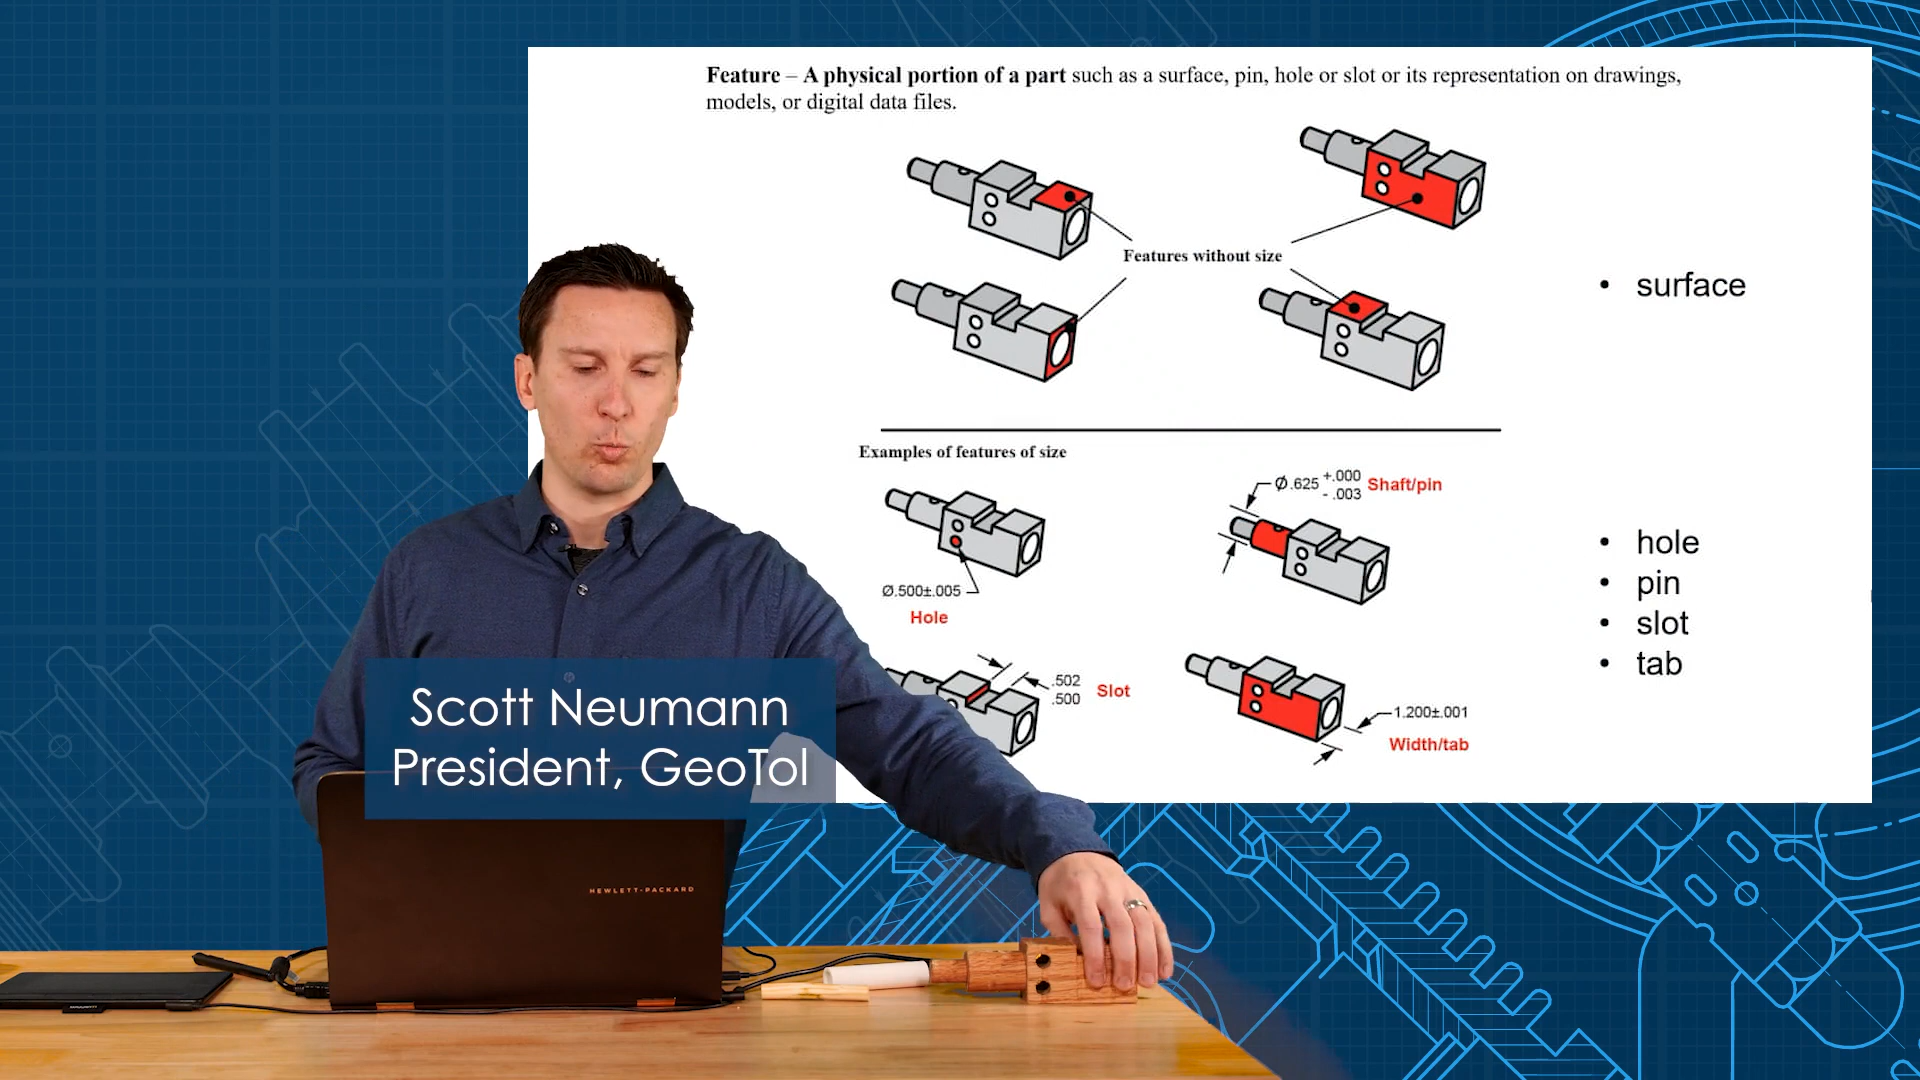 Feature – A physical portion of a part such as a surface, pin, hole or slot or its representation on drawings,
models, or digital data files.
Features without size
• surface
Examples of features of size
Ø.500±.005
Hole
Ø.625 +.000
- .003
Shaft/pin
.502
.500
Slot
1.200±.001
Width/tab
• hole
• pin
• slot
• tab
Scott Neumann
President, GeoTol
HEWLETT-PACKARD